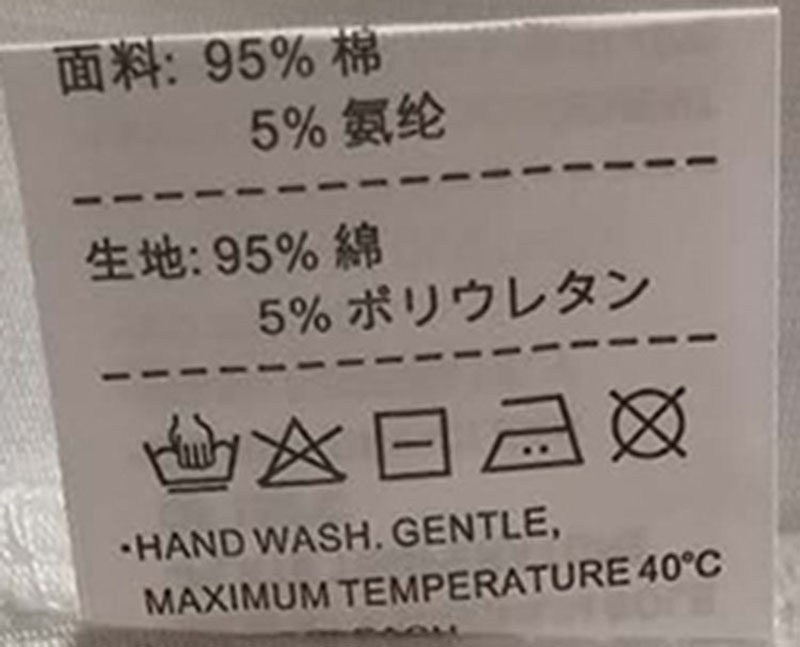 面料: 95% 棉
5% 氨纶
生地: 95% 綿
5% ポリウレタン
·HAND WASH. GENTLE,
MAXIMUM TEMPERATURE 40°C